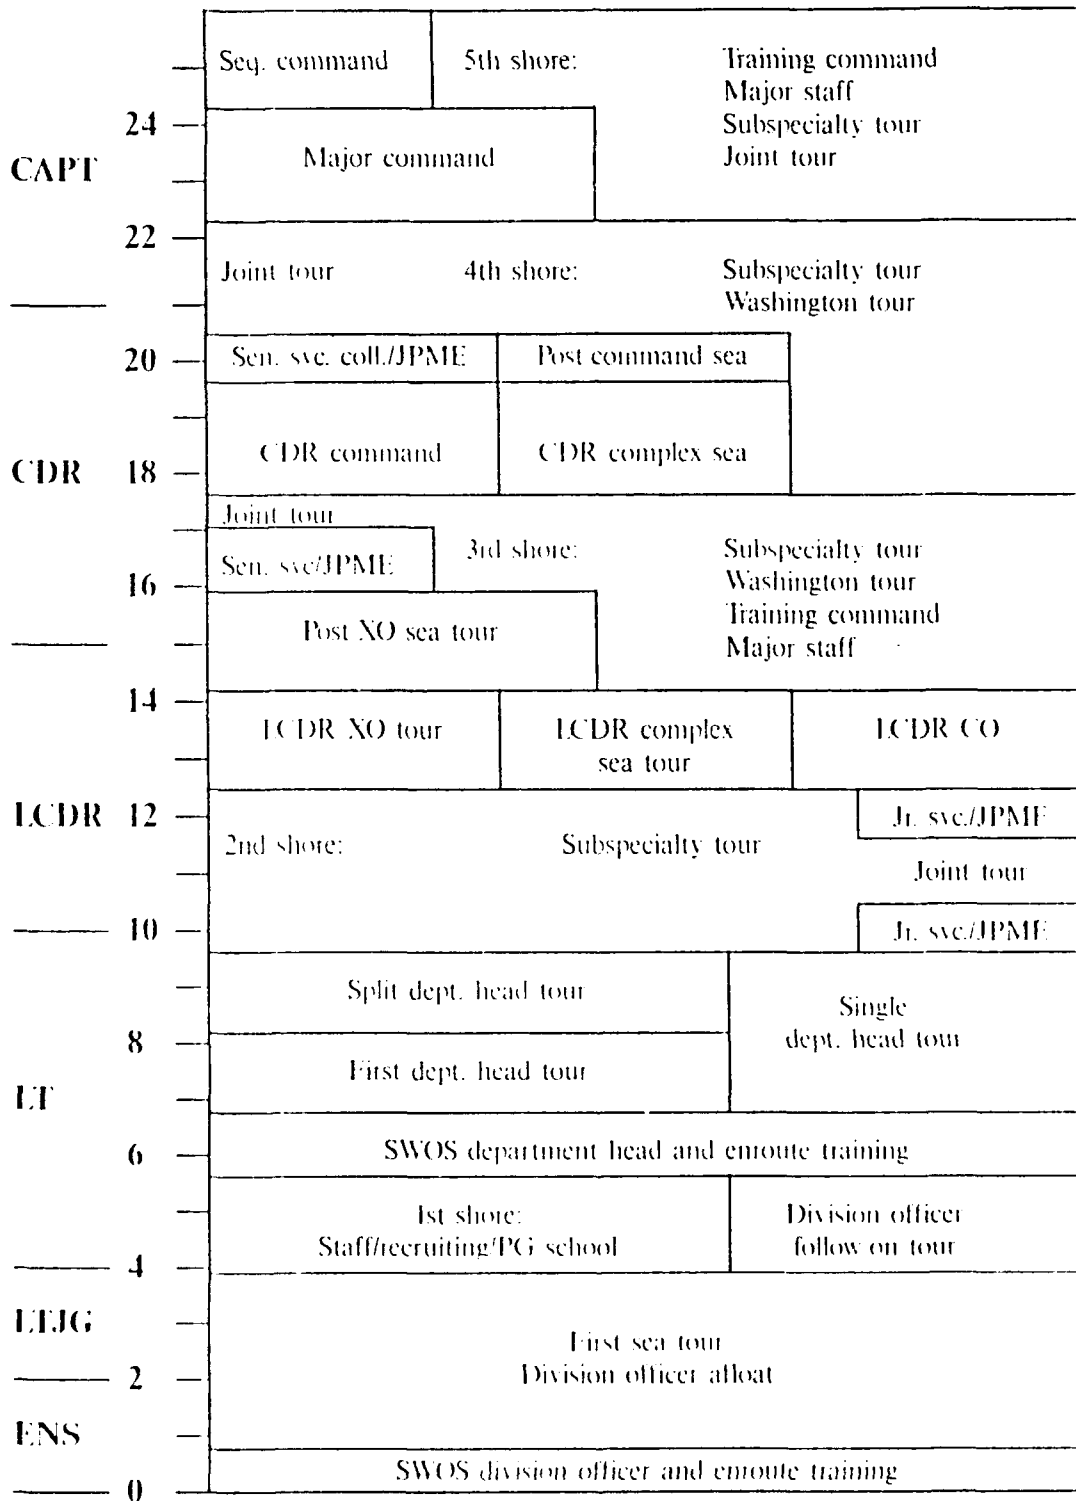 Seq. command
5th shore:
Training command
Major staff
Subspecialty tour
Joint tour
24
CAPT
Major command
22
Joint tour
4th shore:
Subspecialty tour
Washington tour
20
Sen. svc. coll./JPME
Post command sea
CDR
18
CDR command
CDR complex sea
Joint tour
Sen. svc/JPME
3rd shore:
Subspecialty tour
Washington tour
Training command
Major staff
16
Post XO sea tour
14
LCDR XO tour
LCDR complex
sea tour
LCDR CO
LCDR
12
Jr. svc./JPME
2nd shore:
Subspecialty tour
Joint tour
10
Jr. svc./JPME
Split dept. head tour
Single
dept. head tour
8
First dept. head tour
LT
6
SWOS department head and enroute training
1st shore:
Staff/recruiting/PG school
Division officer
follow on tour
4
LTJG
First sea tour
Division officer afloat
2
ENS
SWOS division officer and enroute training
0